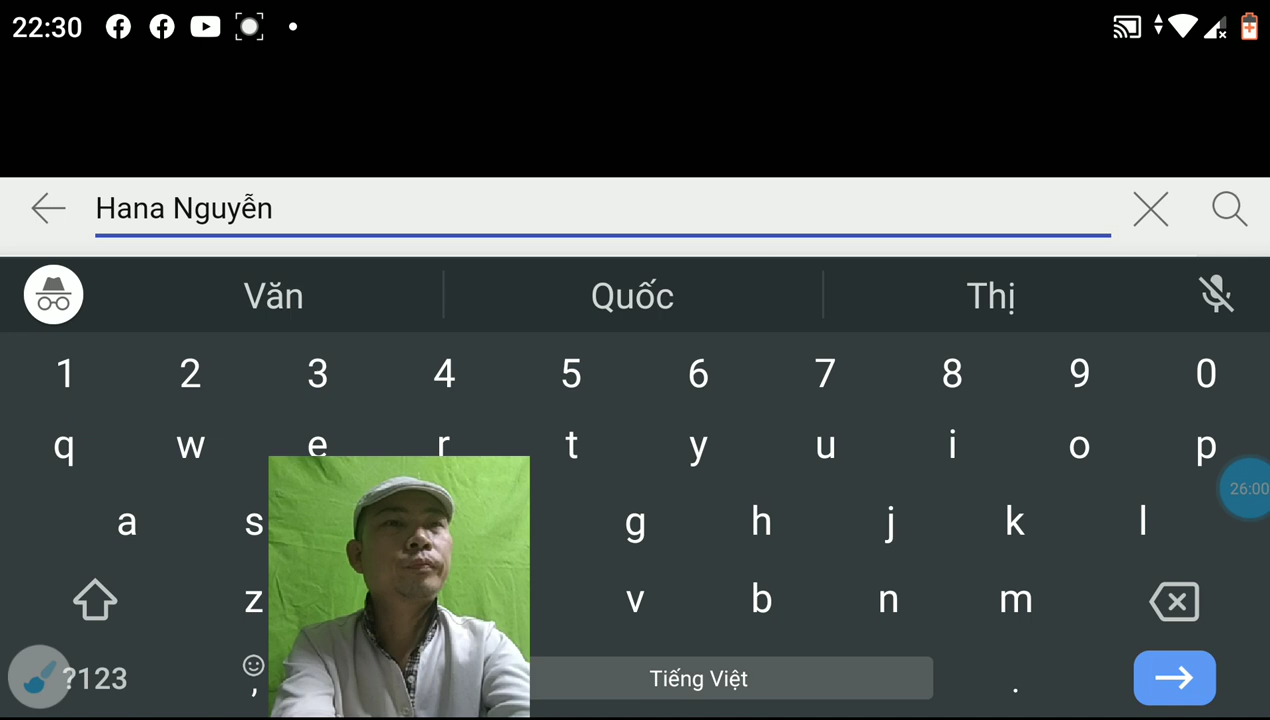 22:30
Hana Nguyễn
Văn Quốc Thị
1 2 3 4 5 6 7 8 9 0
q w e r t y u i o p
26:00
a s g h j k l
z v b n m
?123 , Tiếng Việt .